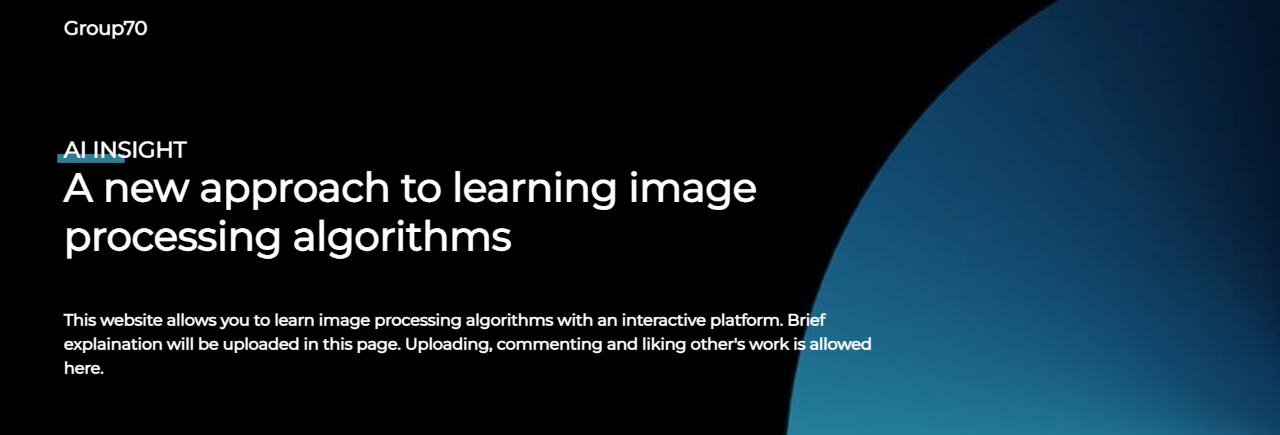 Group70
AI INSIGHT
A new approach to learning image
processing algorithms
This website allows you to learn image processing algorithms with an interactive platform. Brief
explaination will be uploaded in this page. Uploading, commenting and liking other's work is allowed
here.